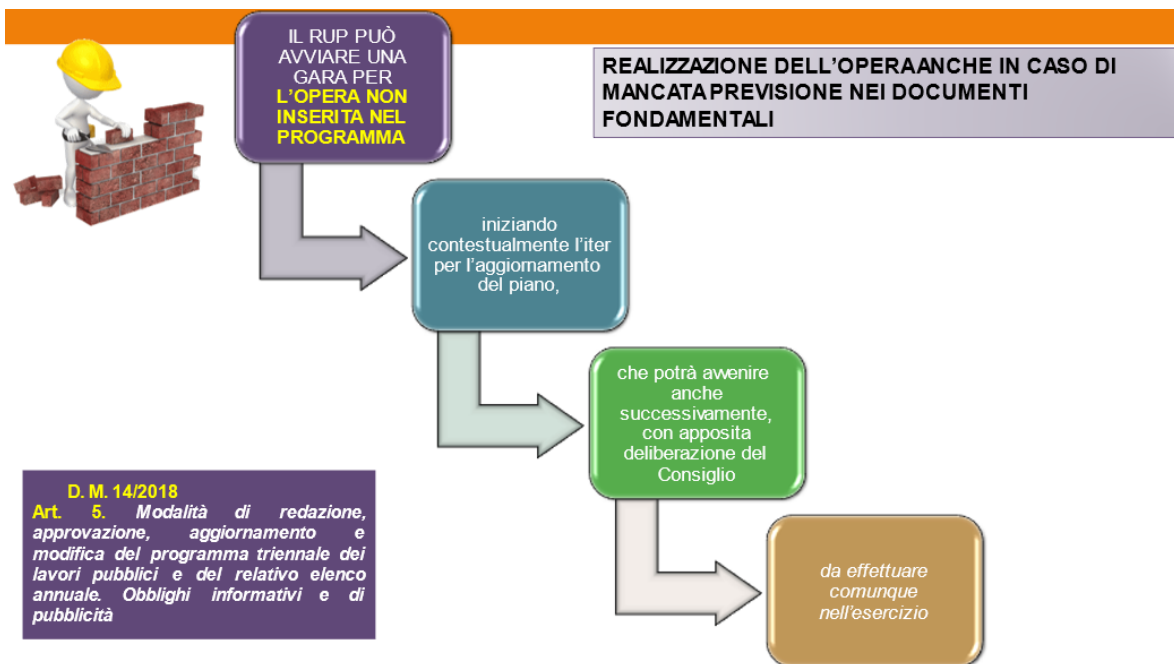 IL RUP PUÒ
AVVIARE UNA
GARA PER
L'OPERA NON
INSERITA NEL
PROGRAMMA
REALIZZAZIONE DELL'OPERAANCHE IN CASO DI
MANCATA PREVISIONE NEI DOCUMENTI
FONDAMENTALI
iniziando
contestualmente l'iter
per l'aggiornamento
del piano,
che potrà avvenire
anche
successivamente,
con apposita
deliberazione del
Consiglio
D. M. 14/2018
Art. 5. Modalità di redazione,
approvazione, aggiornamento e
modifica del programma triennale dei
lavori pubblici e del relativo elenco
annuale. Obblighi informativi e di
pubblicità
da effettuare
comunque
nell'esercizio